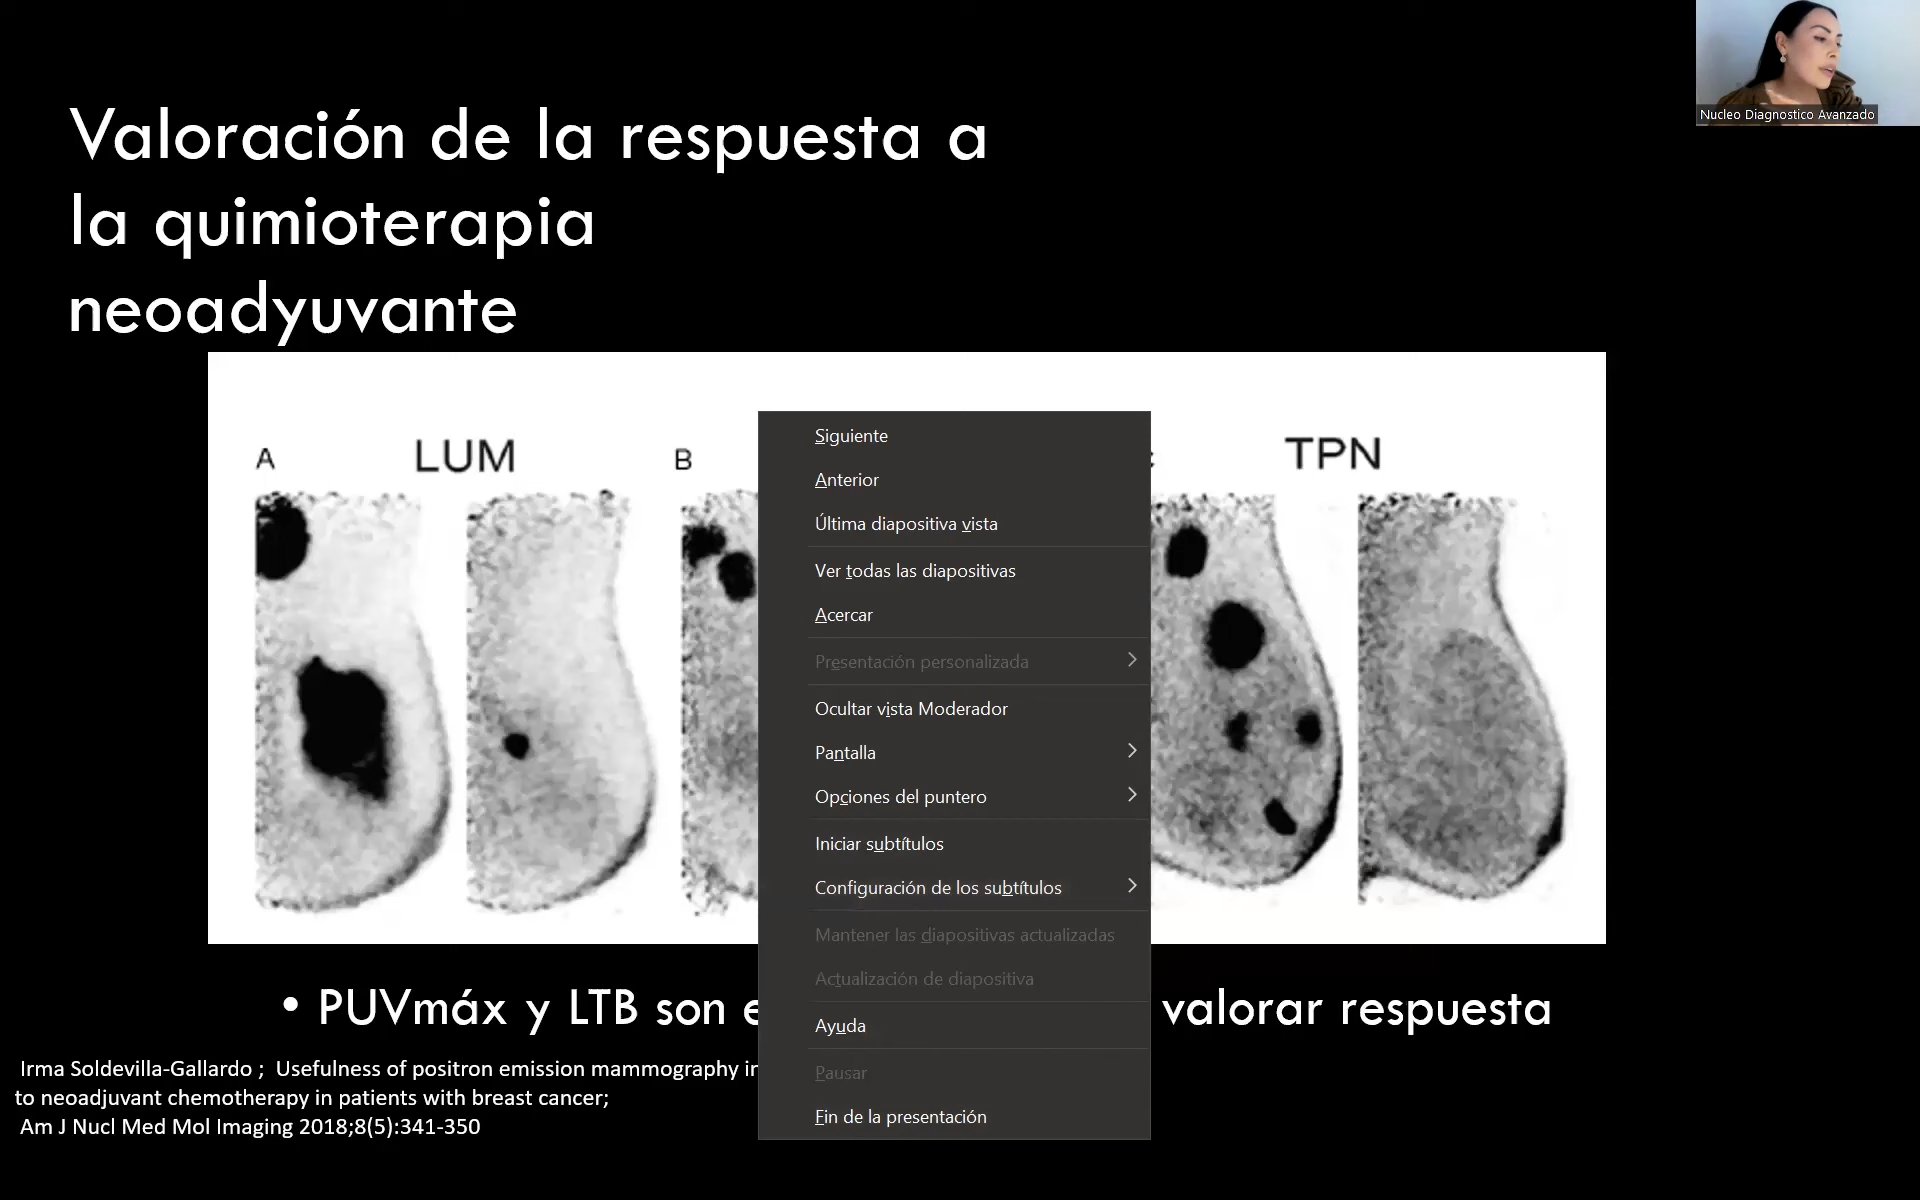 Nucleo Diagnostico Avanzado
Valoración de la respuesta a
la quimioterapia
neoadyuvante
A LUM B TPN
Siguiente
Anterior
Última diapositiva vista
Ver todas las diapositivas
Acercar
Presentación personalizada
Ocultar vista Moderador
Pantalla
Opciones del puntero
Iniciar subtítulos
Configuración de los subtítulos
Mantener las diapositivas actualizadas
Actualización de diapositiva
Ayuda
Pausar
Fin de la presentación
• PUVmáx y LTB son valorar respuesta
Irma Soldevilla-Gallardo ; Usefulness of positron emission mammography
to neoadjuvant chemotherapy in patients with breast cancer;
Am J Nucl Med Mol Imaging 2018;8(5):341-350